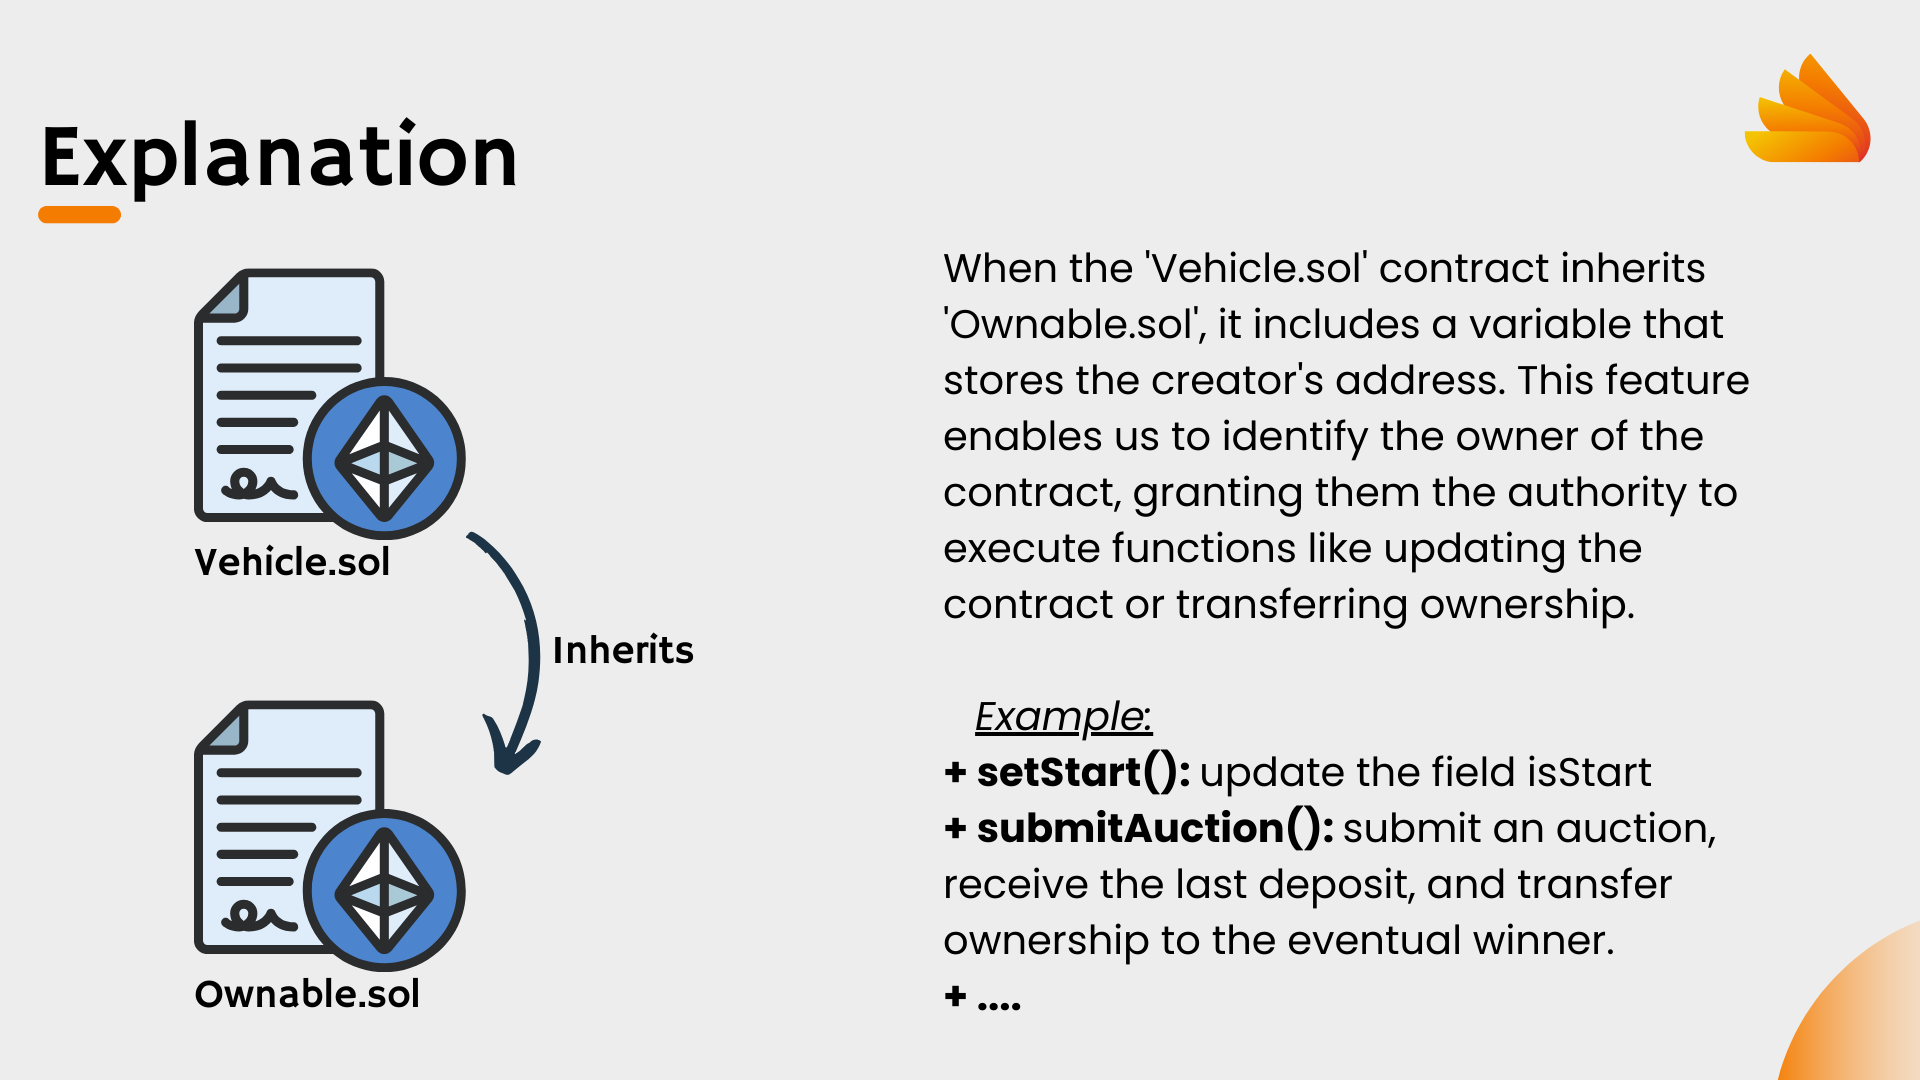 Explanation
Vehicle.sol
Inherits
Ownable.sol
When the 'Vehicle.sol' contract inherits
'Ownable.sol', it includes a variable that
stores the creator's address. This feature
enables us to identify the owner of the
contract, granting them the authority to
execute functions like updating the
contract or transferring ownership.
Example:
+ setStart(): update the field isStart
+ submitAuction(): submit an auction,
receive the last deposit, and transfer
ownership to the eventual winner.
+ ....